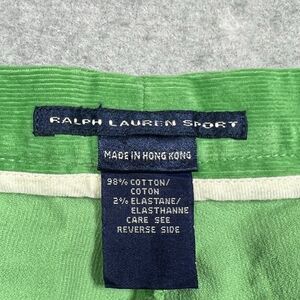 RALPH LAUREN SPORT
MADE IN HONG KONG
98% COTTON/
COTON
2% ELASTANE/
ELASTHANNE
CARE SEE
REVERSE SIDE